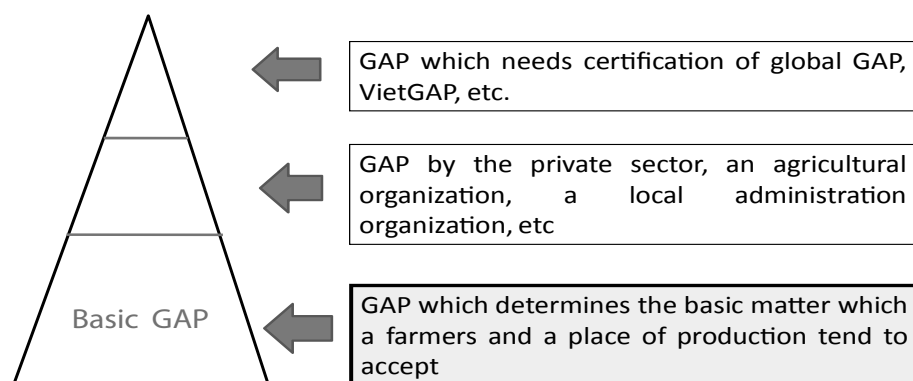 GAP which needs certification of global GAP,
VietGAP, etc.
GAP by the private sector, an agricultural
organization, a local administration
organization, etc
Basic GAP
GAP which determines the basic matter which
a farmers and a place of production tend to
accept